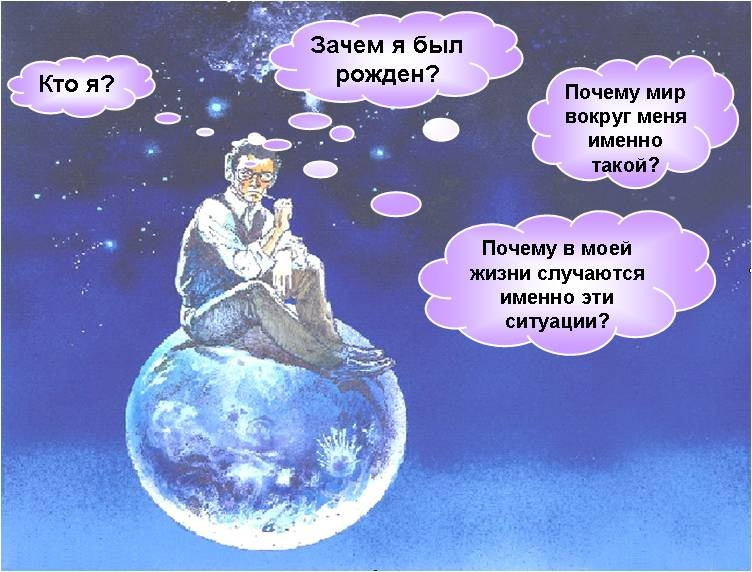 Кто я?
Зачем я был
рожден?
Почему мир
вокруг меня
именно
такой?
Почему в моей
жизни случаются
именно эти
ситуации?